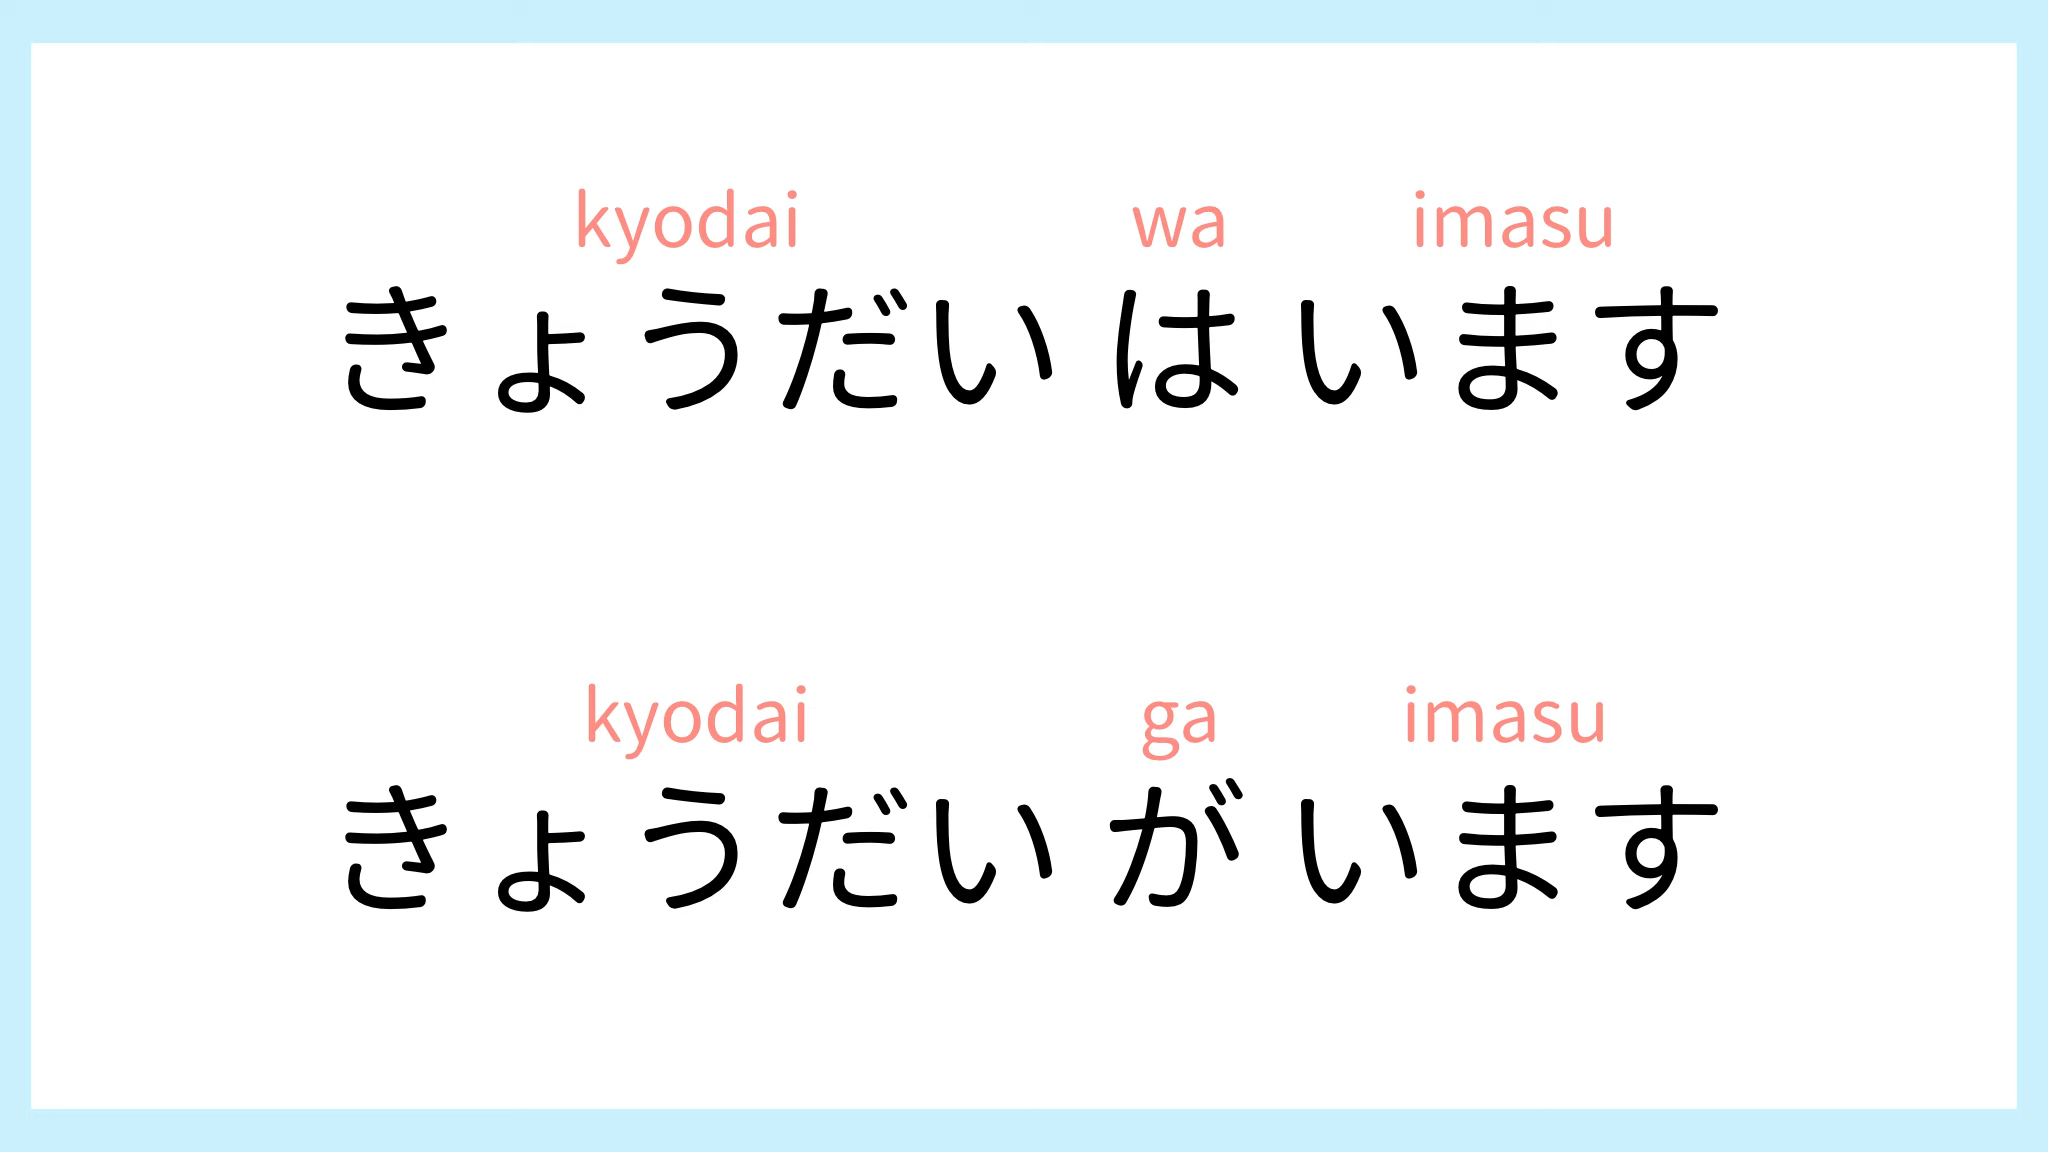 kyodai wa imasu
きょうだい は います
kyodai ga imasu
きょうだい が います